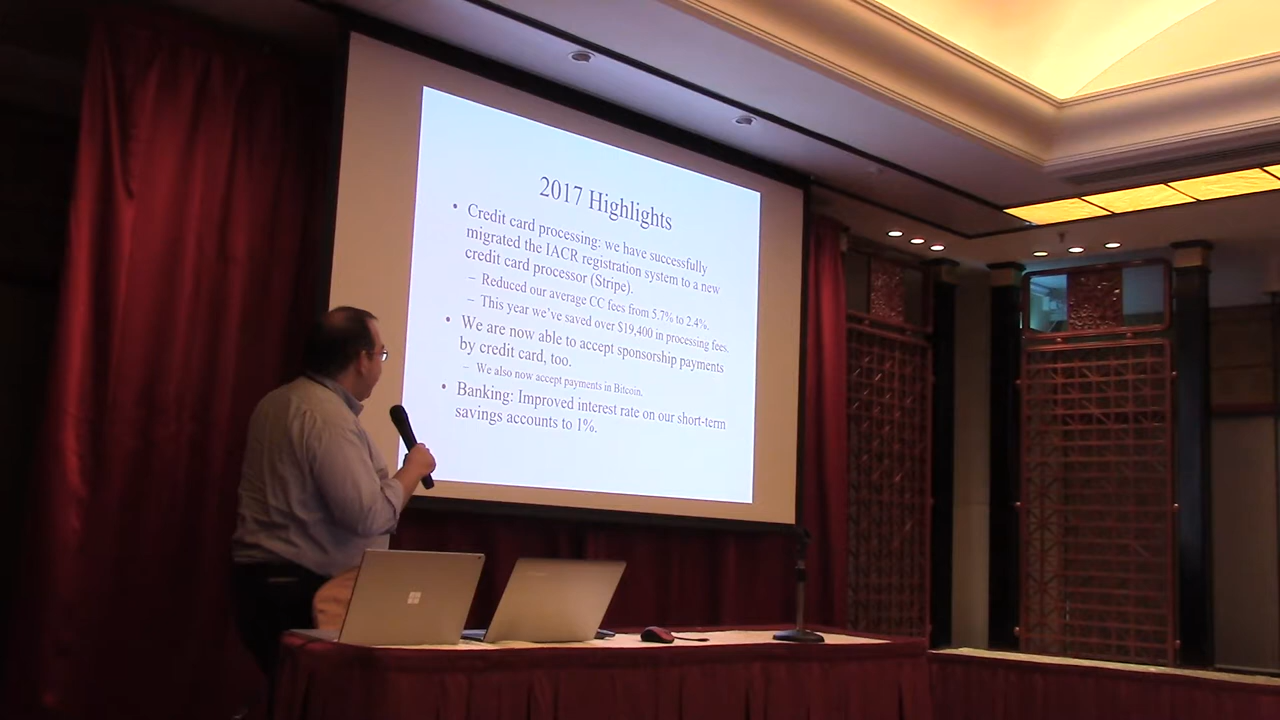 2017 Highlights
• Credit card processing: we have successfully
migrated the IACR registration system to a new
credit card processor (Stripe).
– Reduced our average CC fees from 5.7% to 2.4%.
– This year we've saved over $19,400 in processing fees.
• We are now able to accept sponsorship payments
by credit card, too.
– We also now accept payments in Bitcoin.
• Banking: Improved interest rate on our short-term
savings accounts to 1%.